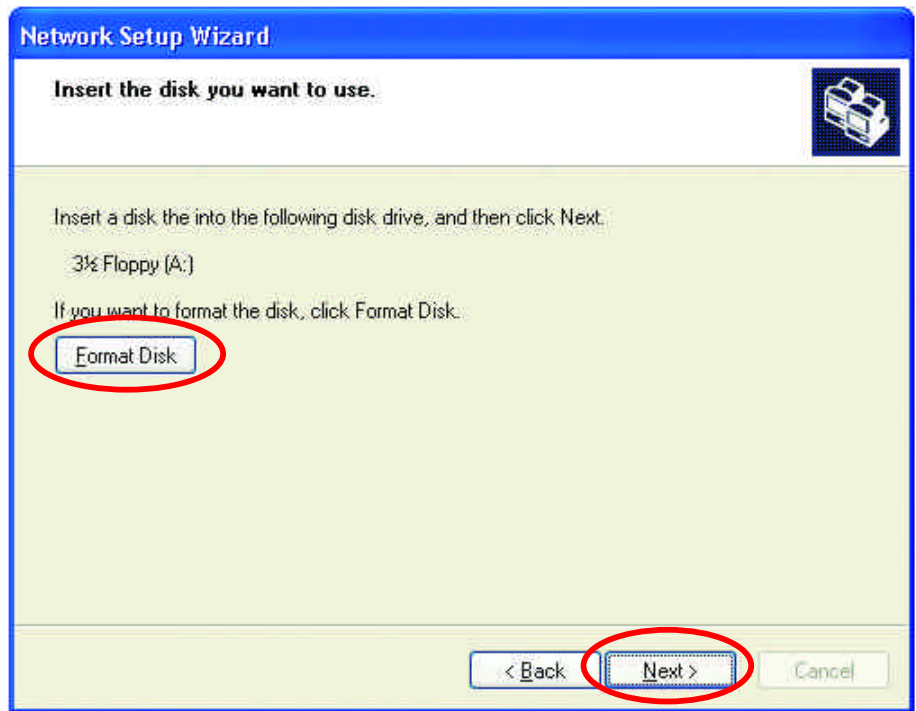 Network Setup Wizard
Insert the disk you want to use.
Insert a disk the into the following disk drive, and then click Next.
3½ Floppy (A:)
If you want to format the disk, click Format Disk.
Format Disk
< Back
Next >
Cancel